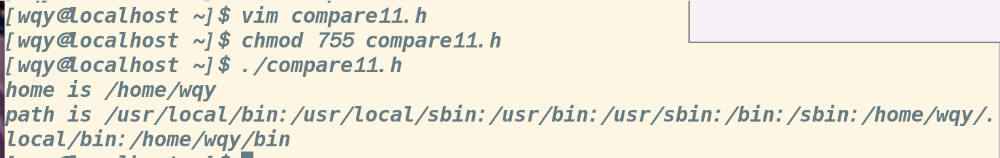 [wqy@localhost ~]$ vim compare11.h
[wqy@localhost ~]$ chmod 755 compare11.h
[wqy@localhost ~]$ ./compare11.h
home is /home/wqy
path is /usr/local/bin:/usr/local/sbin:/usr/bin:/usr/sbin:/bin:/sbin:/home/wqy/.
local/bin:/home/wqy/bin